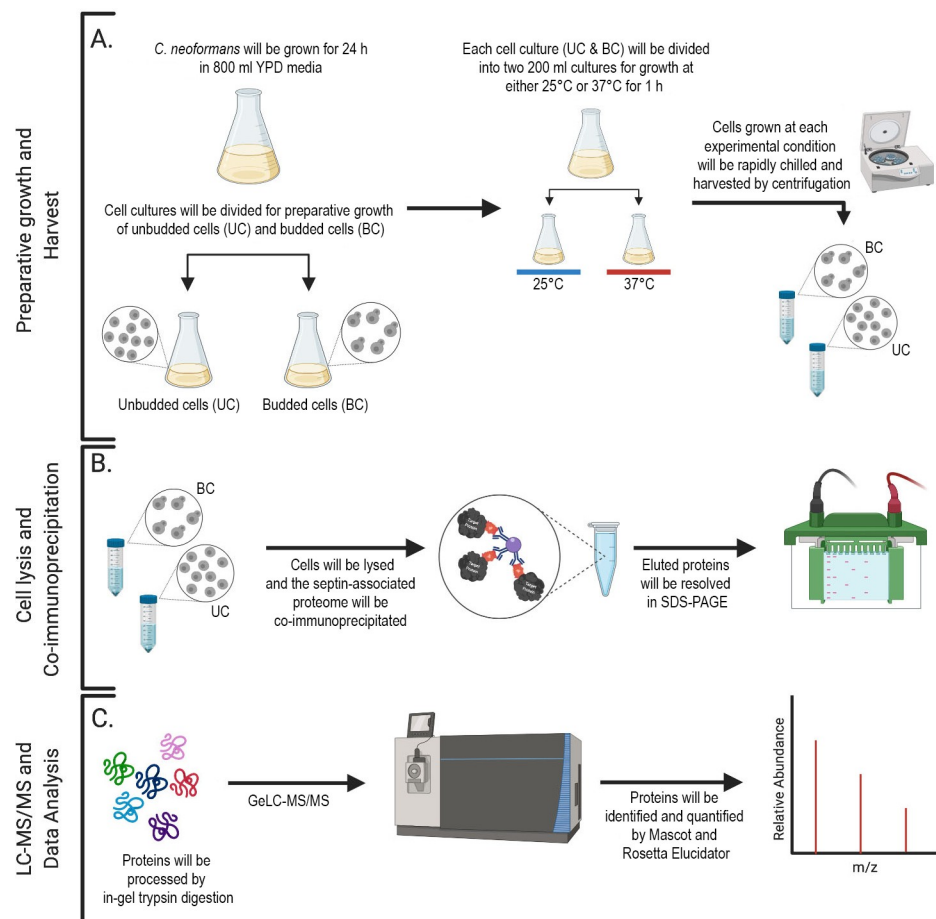 Preparative growth and
Harvest
A.
C. neoformans will be grown for 24 h
in 800 ml YPD media
Cell cultures will be divided for preparative growth
of unbudded cells (UC) and budded cells (BC)
Unbudded cells (UC)
Budded cells (BC)
Each cell culture (UC & BC) will be divided
into two 200 ml cultures for growth at
either 25°C or 37°C for 1 h
25°C
37°C
Cells grown at each
experimental condition
will be rapidly chilled and
harvested by centrifugation
BC
UC
Cell lysis and
Co-immunoprecipitation
B.
BC
UC
Cells will be lysed
and the septin-associated
proteome will be
co-immunoprecipitated
Target
Protein
Target
Protein
Target
Protein
Eluted proteins
will be resolved
in SDS-PAGE
LC-MS/MS and
Data Analysis
C.
Proteins will be
processed by
in-gel trypsin digestion
GeLC-MS/MS
Proteins will be
identified and quantified
by Mascot and
Rosetta Elucidator
Relative Abundance
m/z